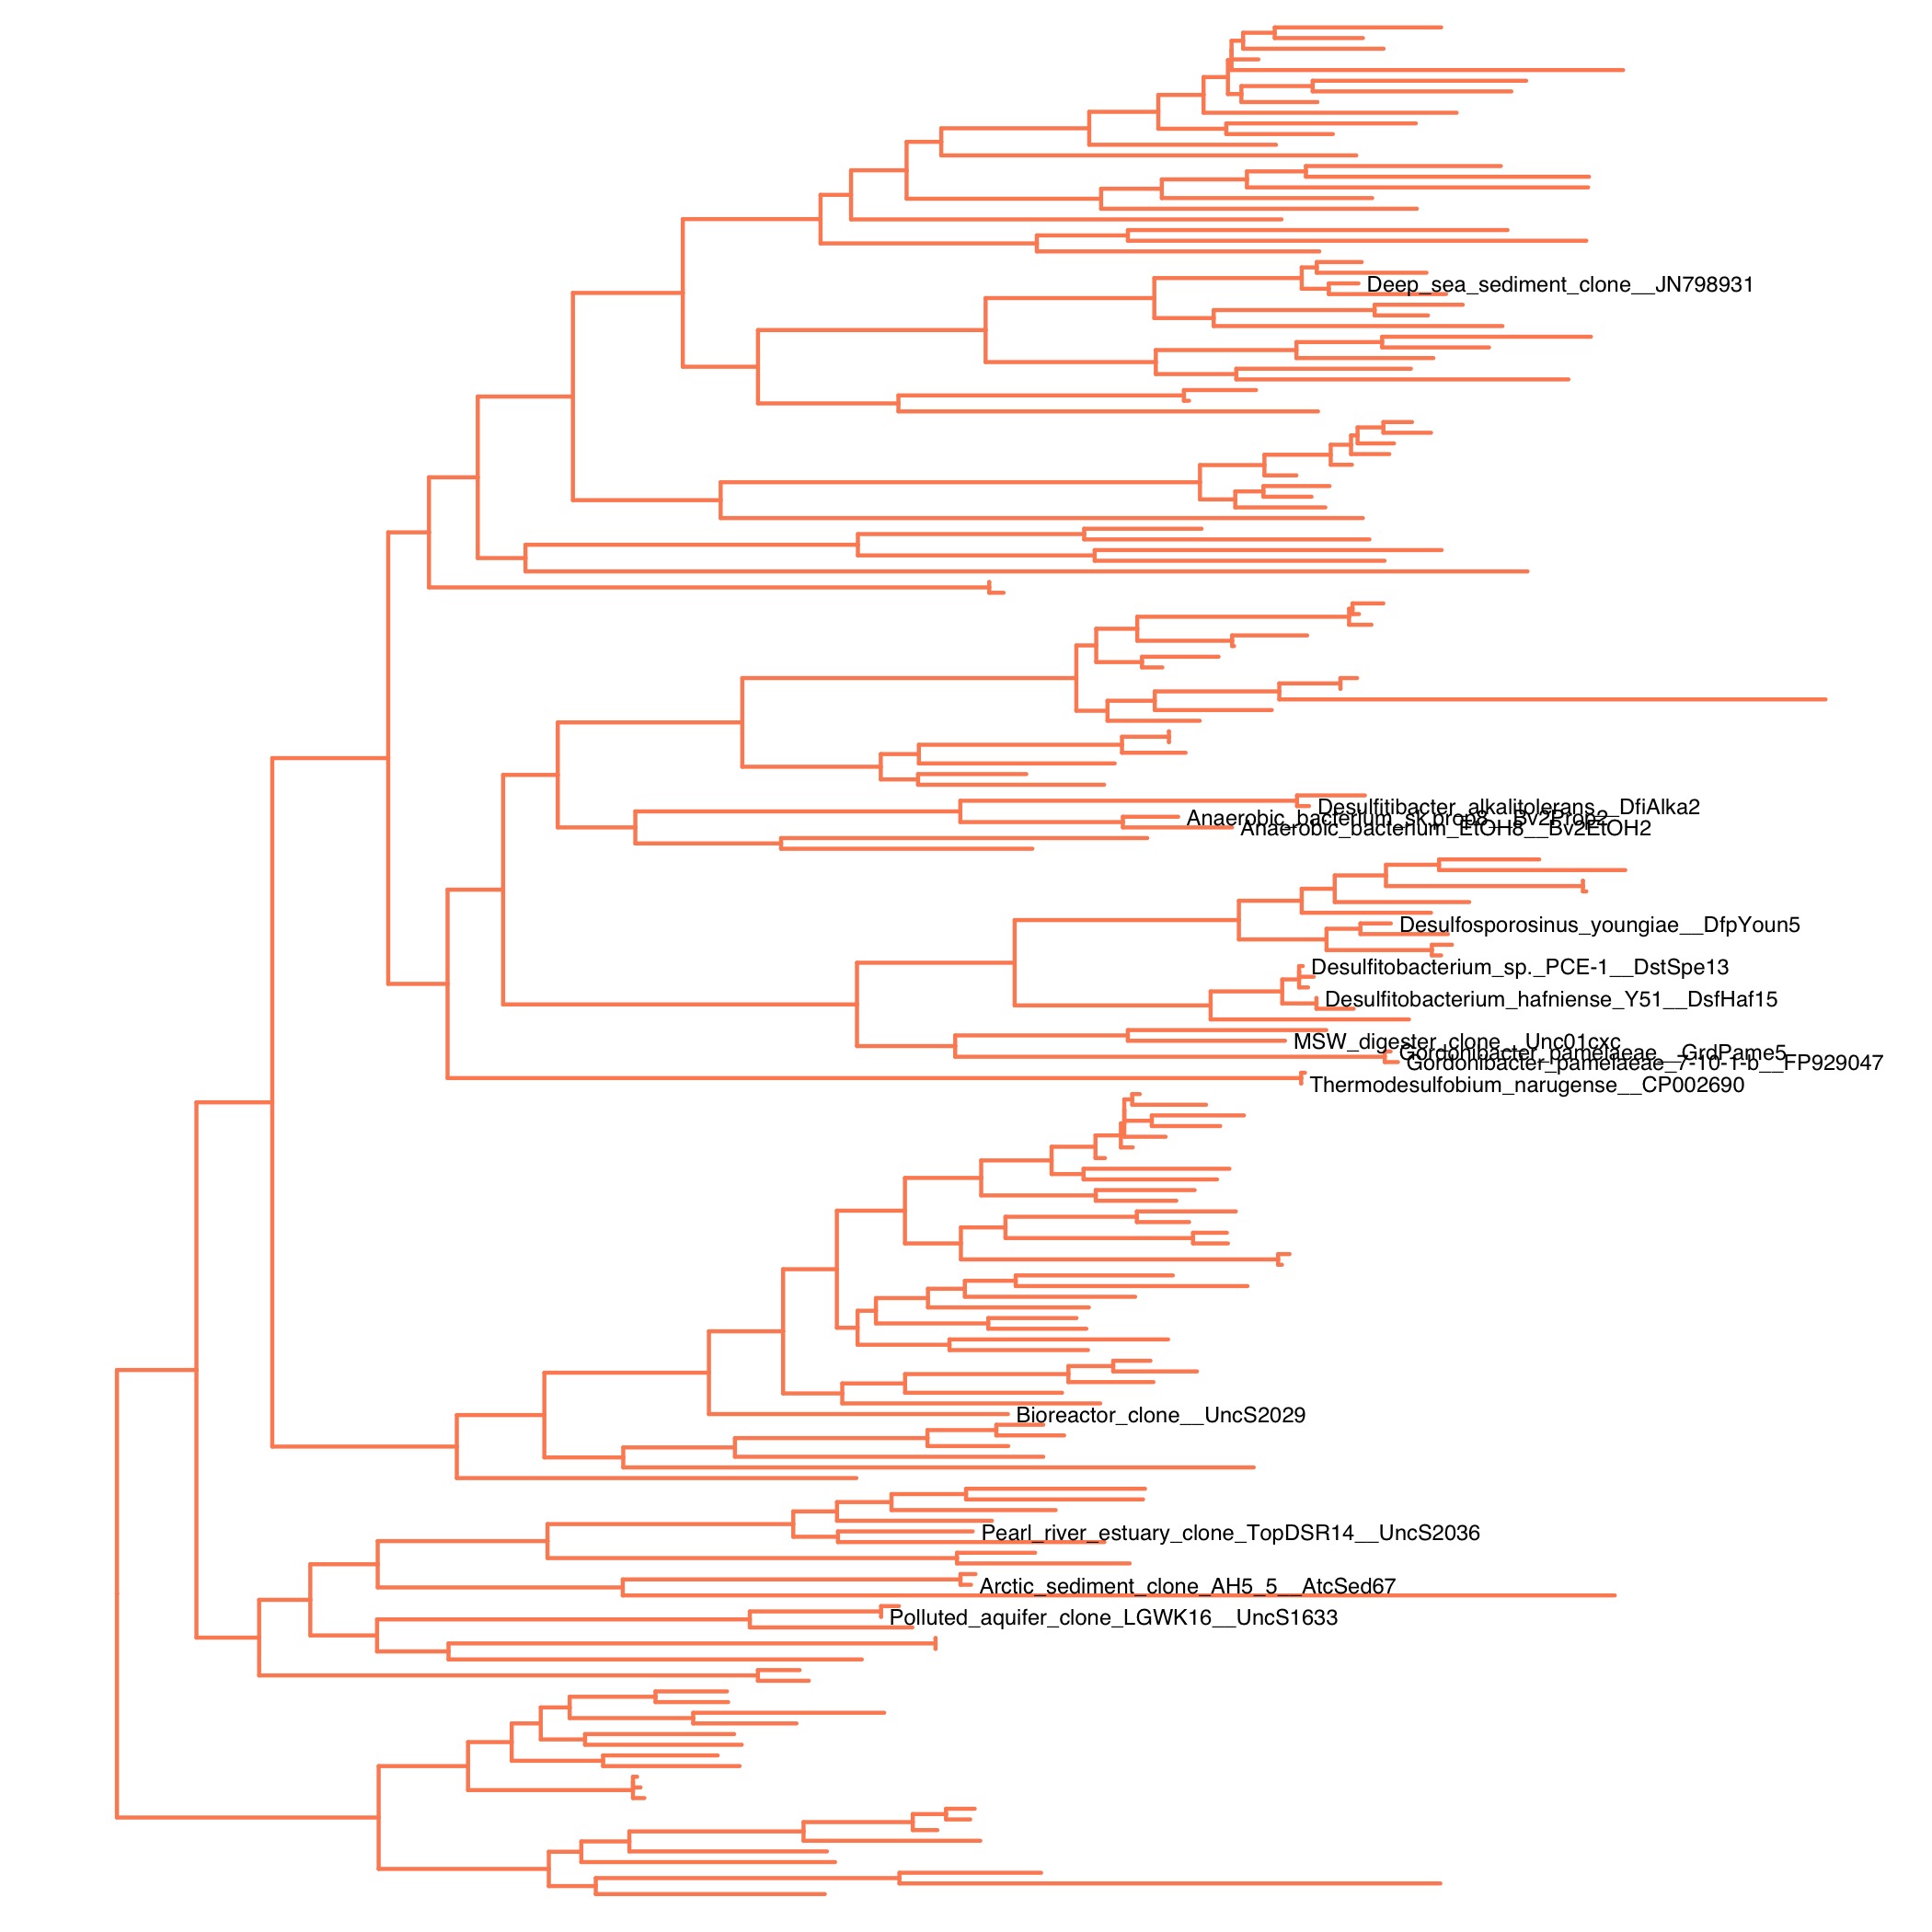 Deep_sea_sediment_clone__JN798931
Desulfitibacter_alkalitolerans__DfiAlka2
Anaerobic_bacterium_sk.prop8__Bv2Prop2
Anaerobic_bacterium_EtOH8__Bv2EtOH2
Desulfosporosinus_youngiae__DfpYoun5
Desulfitobacterium_sp._PCE-1__DstSpe13
Desulfitobacterium_hafniense_Y51__DsfHaf15
MSW_digester_clone__Unc01cxc
Gordonibacter_pamelaeae__GrdPame5
Gordonibacter_pamelaeae_7-10-1-b__FP929047
Thermodesulfobium_narugense__CP002690
Bioreactor_clone__UncS2029
Pearl_river_estuary_clone_TopDSR14__UncS2036
Arctic_sediment_clone_AH5_5__AtcSed67
Polluted_aquifer_clone_LGWK16__UncS1633